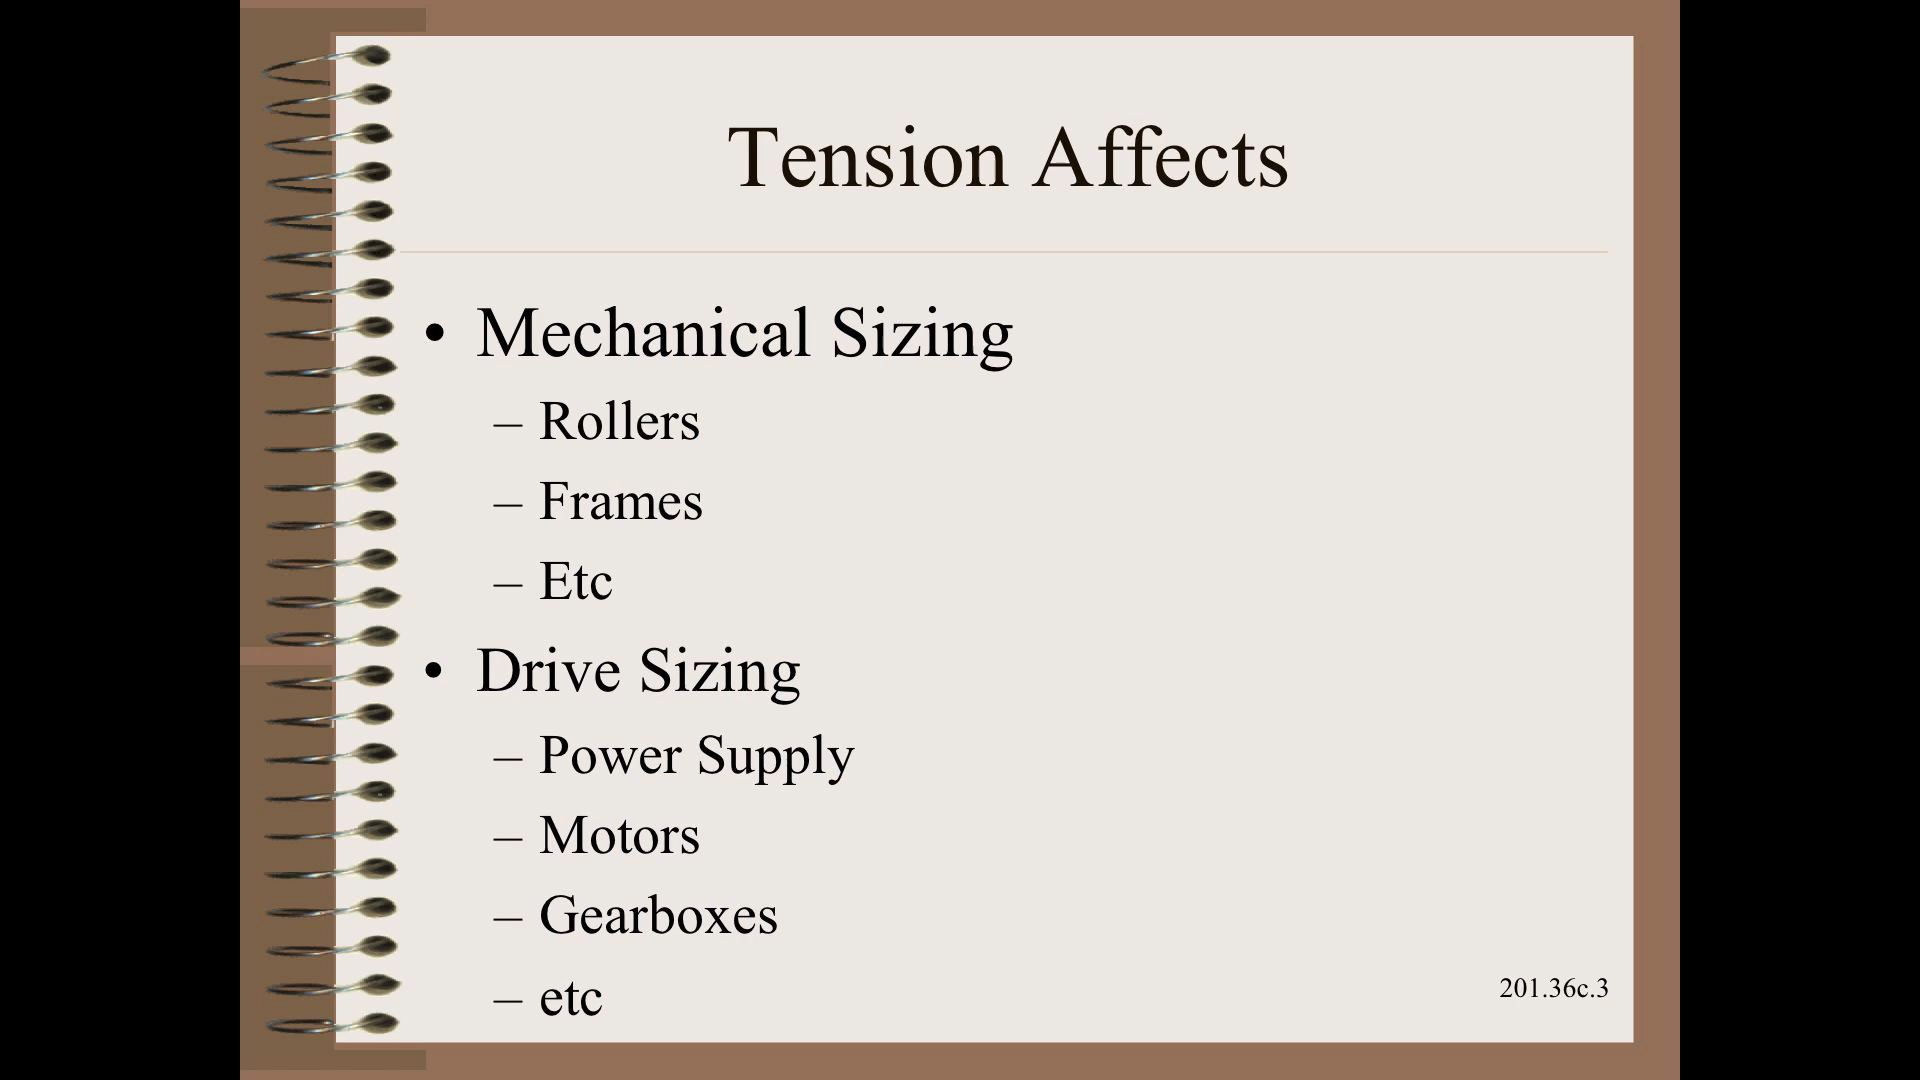 Tension Affects
• Mechanical Sizing
– Rollers
– Frames
– Etc
• Drive Sizing
– Power Supply
– Motors
– Gearboxes
– etc
201.36c.3